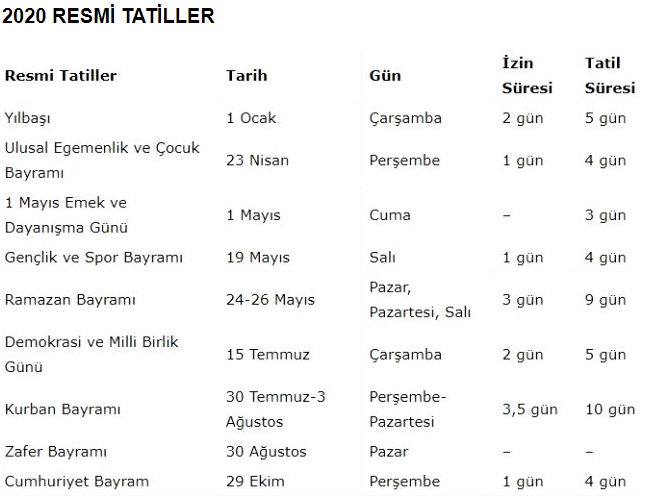 2020 RESMİ TATİLLER
Resmi Tatiller Tarih Gün İzin Süresi Tatil Süresi
Yılbaşı 1 Ocak Çarşamba 2 gün 5 gün
Ulusal Egemenlik ve Çocuk Bayramı 23 Nisan Perşembe 1 gün 4 gün
1 Mayıs Emek ve Dayanışma Günü 1 Mayıs Cuma – 3 gün
Gençlik ve Spor Bayramı 19 Mayıs Salı 1 gün 4 gün
Ramazan Bayramı 24-26 Mayıs Pazar, Pazartesi, Salı 3 gün 9 gün
Demokrasi ve Milli Birlik Günü 15 Temmuz Çarşamba 2 gün 5 gün
Kurban Bayramı 30 Temmuz-3 Ağustos Perşembe-Pazartesi 3,5 gün 10 gün
Zafer Bayramı 30 Ağustos Pazar – –
Cumhuriyet Bayram 29 Ekim Perşembe 1 gün 4 gün